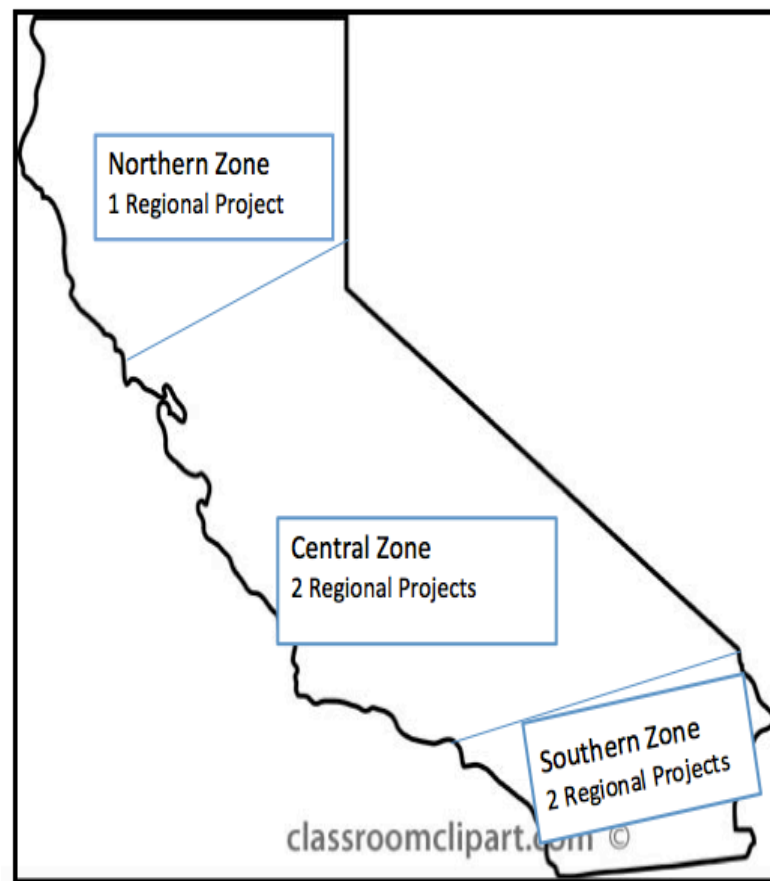 Northern Zone
1 Regional Project
Central Zone
2 Regional Projects
Southern Zone
2 Regional Projects
classroomclipart.com ©